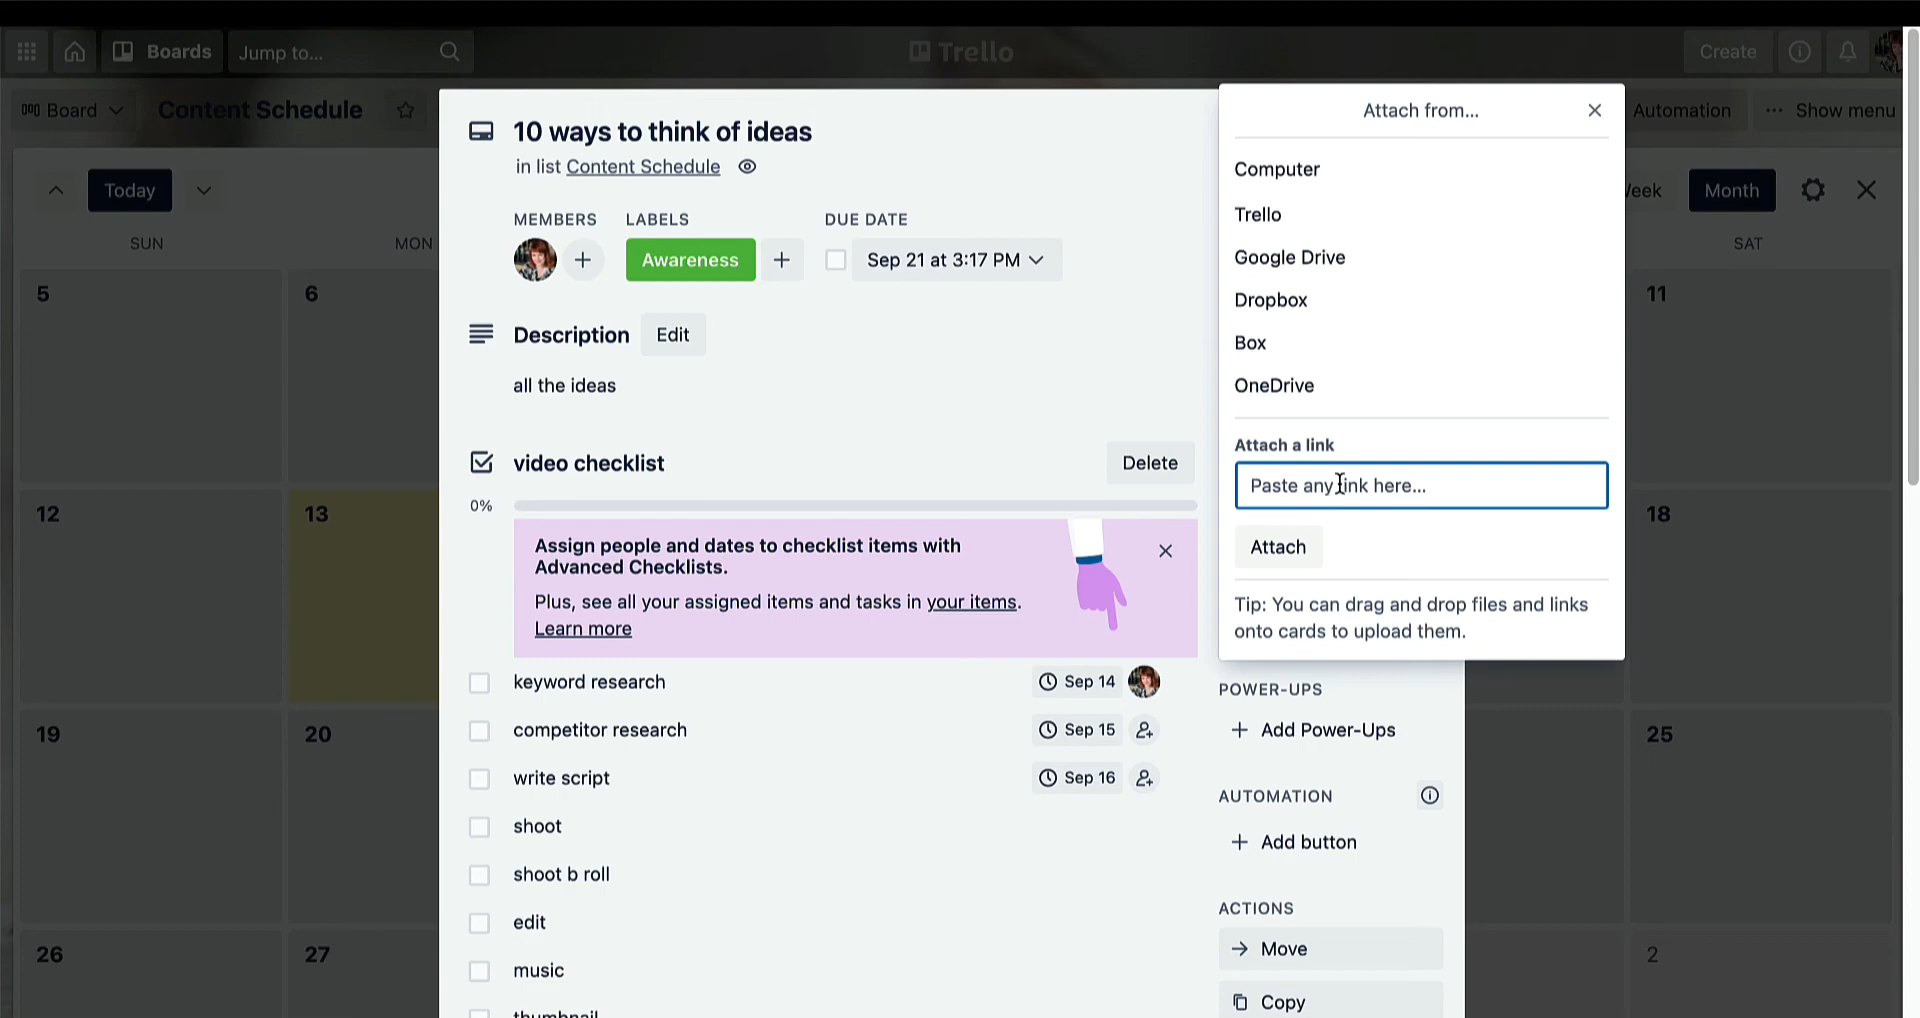 Boards
Jump to...
Trello
Create
Board
Content Schedule
Automation
Show menu
Today
Week
Month
SUN
MON
SAT
5
6
11
12
13
18
19
20
25
26
27
2
10 ways to think of ideas
in list Content Schedule
MEMBERS
LABELS
DUE DATE
Awareness
Sep 21 at 3:17 PM
Description
Edit
all the ideas
video checklist
Delete
0%
Assign people and dates to checklist items with
Advanced Checklists.
Plus, see all your assigned items and tasks in your items.
Learn more
keyword research
Sep 14
competitor research
Sep 15
write script
Sep 16
shoot
shoot b roll
edit
music
thumbnail
Attach from...
Computer
Trello
Google Drive
Dropbox
Box
OneDrive
Attach a link
Paste any link here...
Attach
Tip: You can drag and drop files and links
onto cards to upload them.
POWER-UPS
+ Add Power-Ups
AUTOMATION
+ Add button
ACTIONS
→ Move
Copy